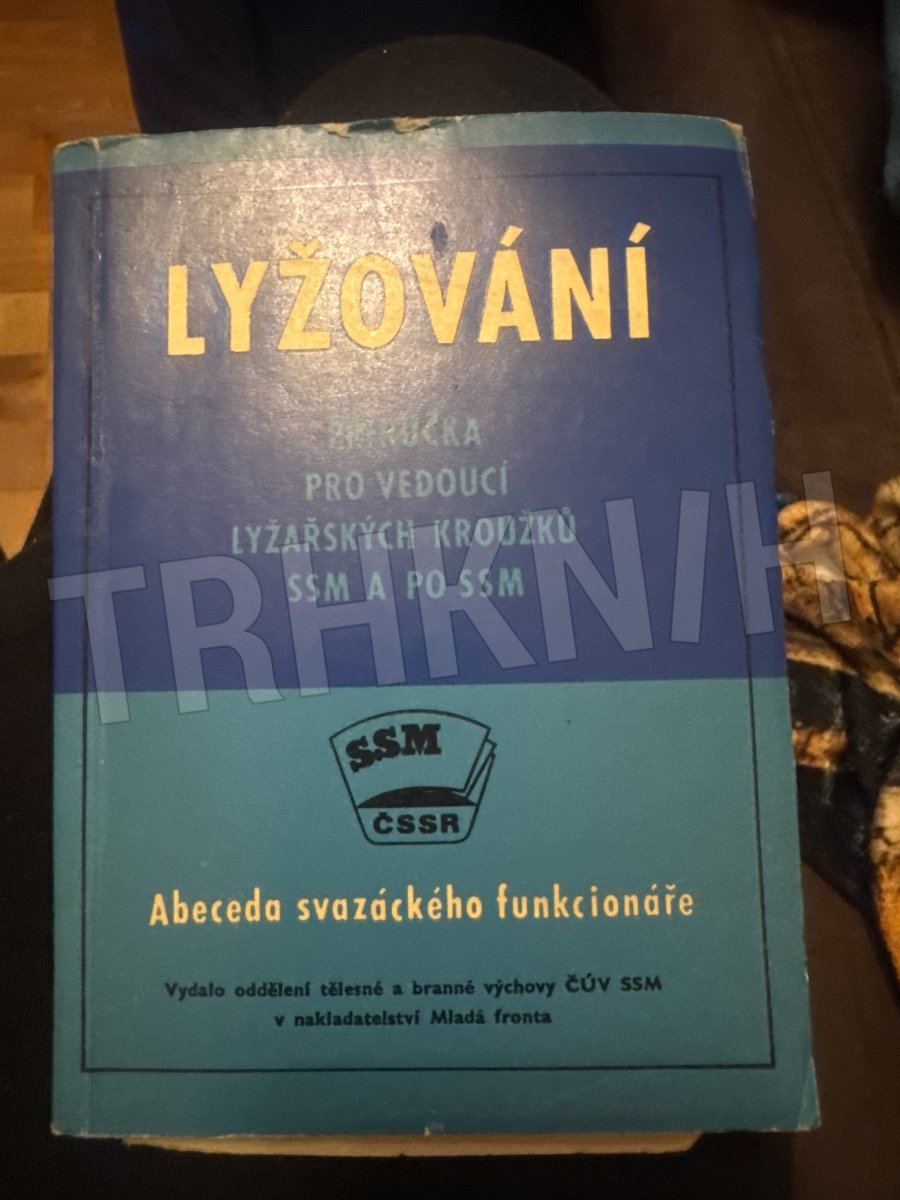 LYŽOVÁNÍ
PŘÍRUČKA
PRO VEDOUCÍ
LYŽAŘSKÝCH KROUŽKŮ
SSM A PO SSM
TRHKN/H
SSM
ČSSR
Abeceda svazáckého funkcionáře
Vydalo oddělení tělesné a branné výchovy ČÚV SSM
v nakladatelství Mladá fronta